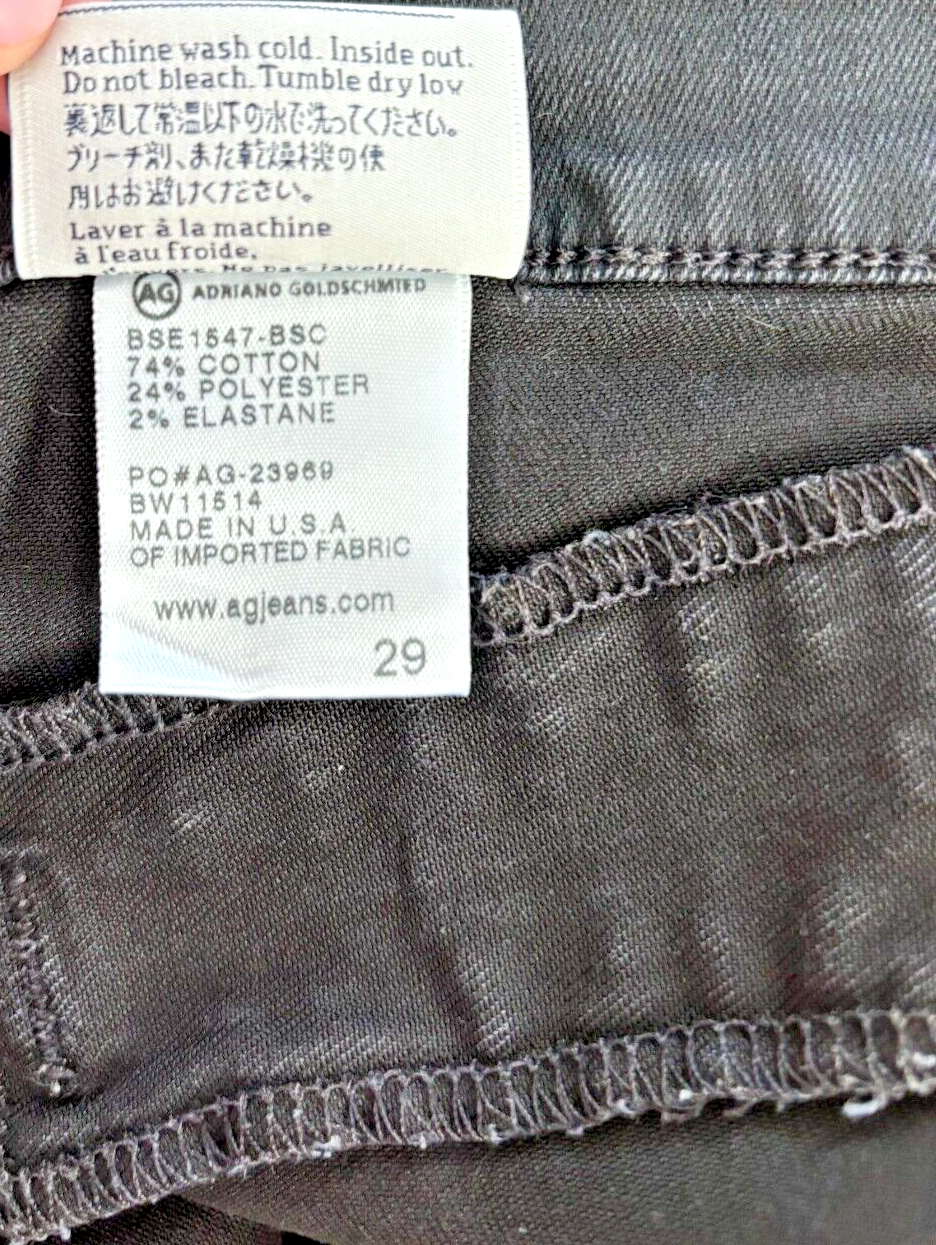 Machine wash cold. Inside out.
Do not bleach. Tumble dry low
裏返して常温以下の水で洗ってください。
ブリーチ剤、また乾燥機の使
用はお避けください。
Laver à la machine
à l'eau froide.
Ne pas javelliser
AG ADRIANO GOLDSCHMIED
BSE1547-BSC
74% COTTON
24% POLYESTER
2% ELASTANE
PO#AG-23969
BW11514
MADE IN U.S.A.
OF IMPORTED FABRIC
www.agjeans.com
29